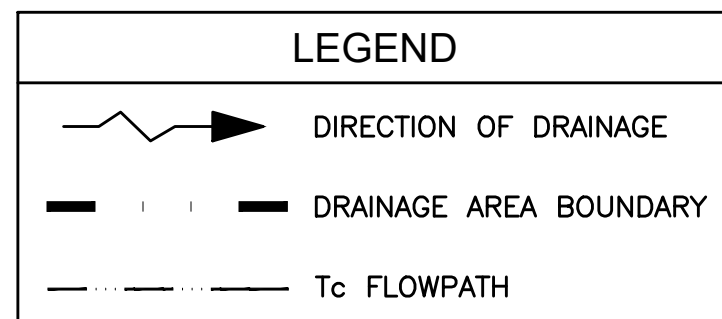 LEGEND
DIRECTION OF DRAINAGE
DRAINAGE AREA BOUNDARY
Tc FLOWPATH